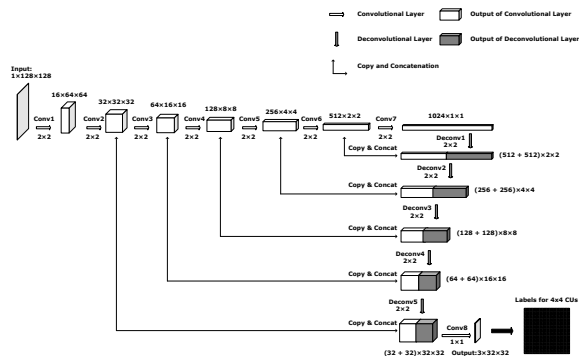 Convolutional Layer
Output of Convolutional Layer
Deconvolutional Layer
Output of Deconvolutional Layer
Copy and Concatenation
Input:
1×128×128
16×64×64
32×32×32
64×16×16
128×8×8
256×4×4
512×2×2
1024×1×1
Conv1
2×2
Conv2
2×2
Conv3
2×2
Conv4
2×2
Conv5
2×2
Conv6
2×2
Conv7
2×2
Deconv1
2×2
Copy & Concat
(512 + 512)×2×2
Deconv2
2×2
Copy & Concat
(256 + 256)×4×4
Deconv3
2×2
Copy & Concat
(128 + 128)×8×8
Deconv4
2×2
Copy & Concat
(64 + 64)×16×16
Deconv5
2×2
Copy & Concat
Conv8
1×1
(32 + 32)×32×32
Output:3×32×32
Labels for 4x4 CUs